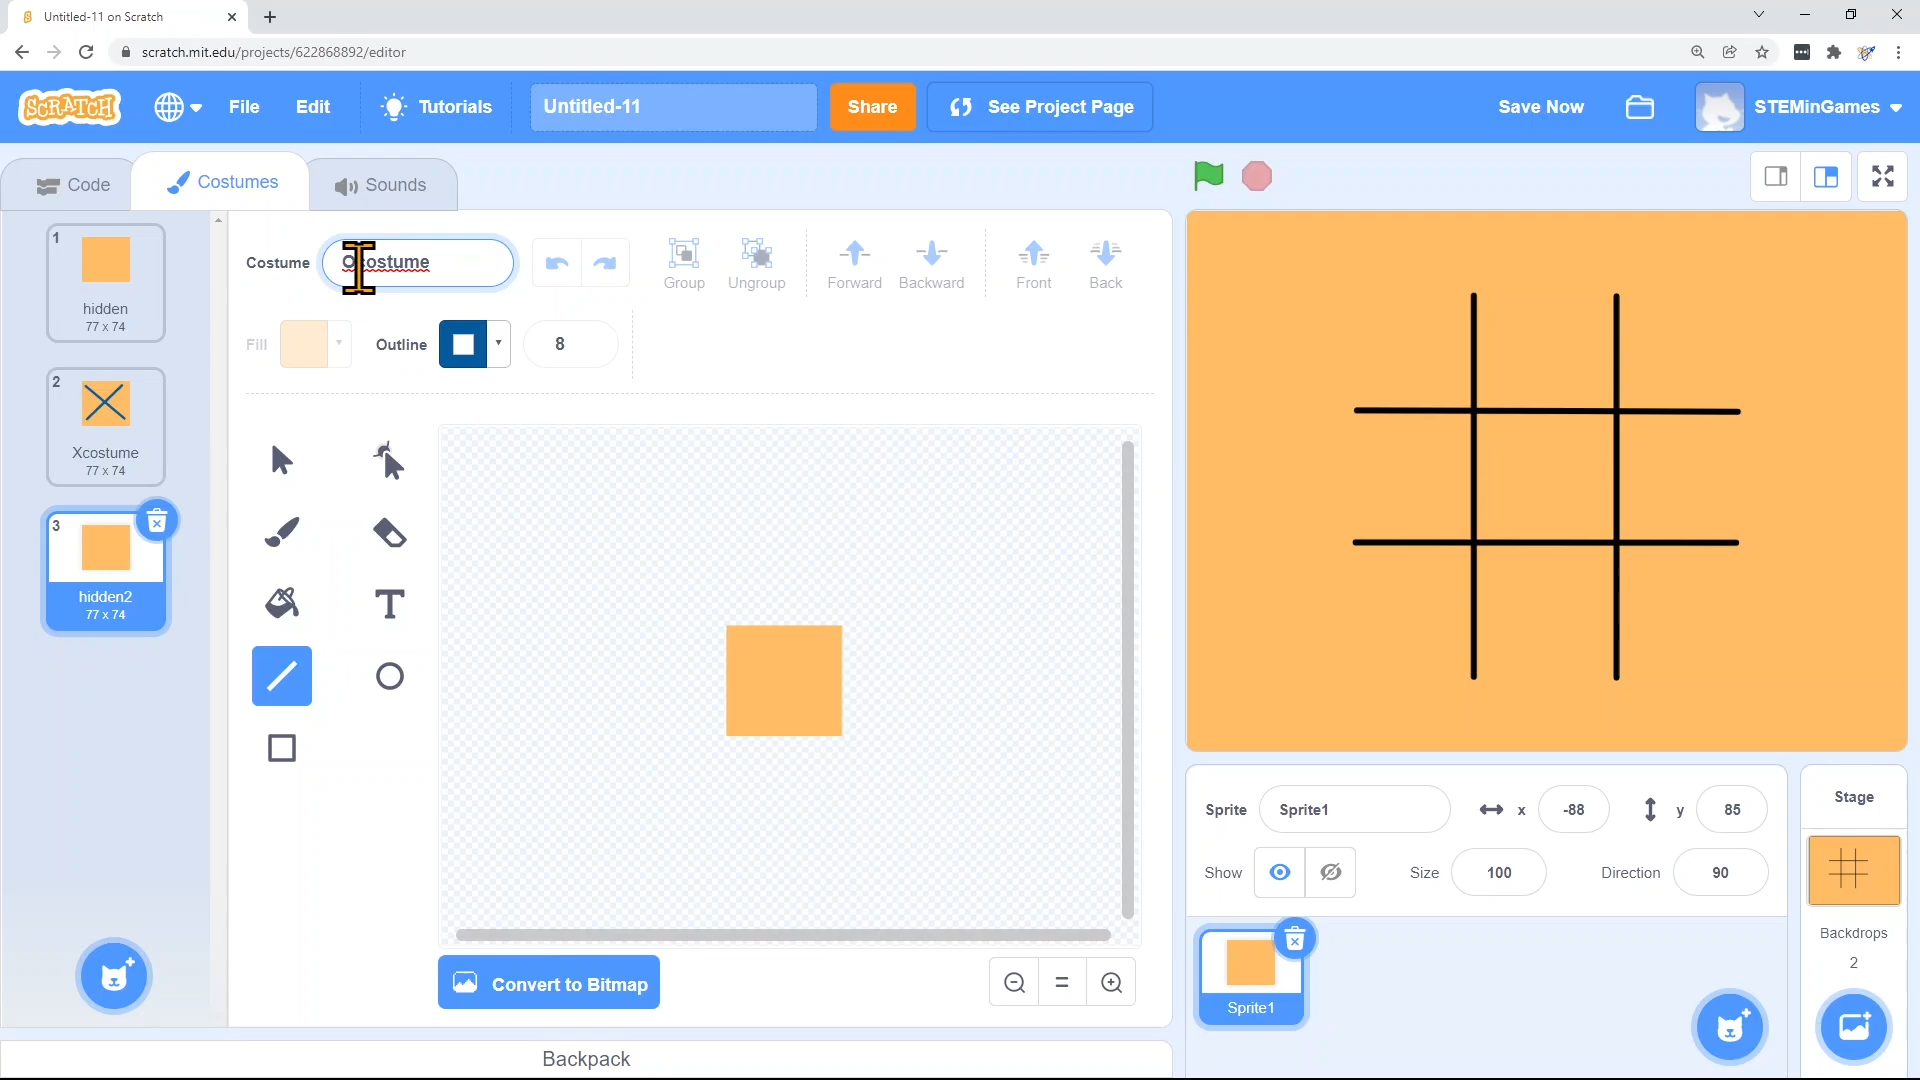 Untitled-11 on Scratch
scratch.mit.edu/projects/622868892/editor
SCRATCH
File
Edit
Tutorials
Untitled-11
Share
See Project Page
Save Now
STEMinGames
Code
Costumes
Sounds
Costume
Ocostume
Group
Ungroup
Forward
Backward
Front
Back
Fill
Outline
8
1
hidden
77 x 74
2
Xcostume
77 x 74
3
hidden2
77 x 74
Convert to Bitmap
Backpack
Sprite
Sprite1
x
-88
y
85
Show
Size
100
Direction
90
Sprite1
Stage
Backdrops
2